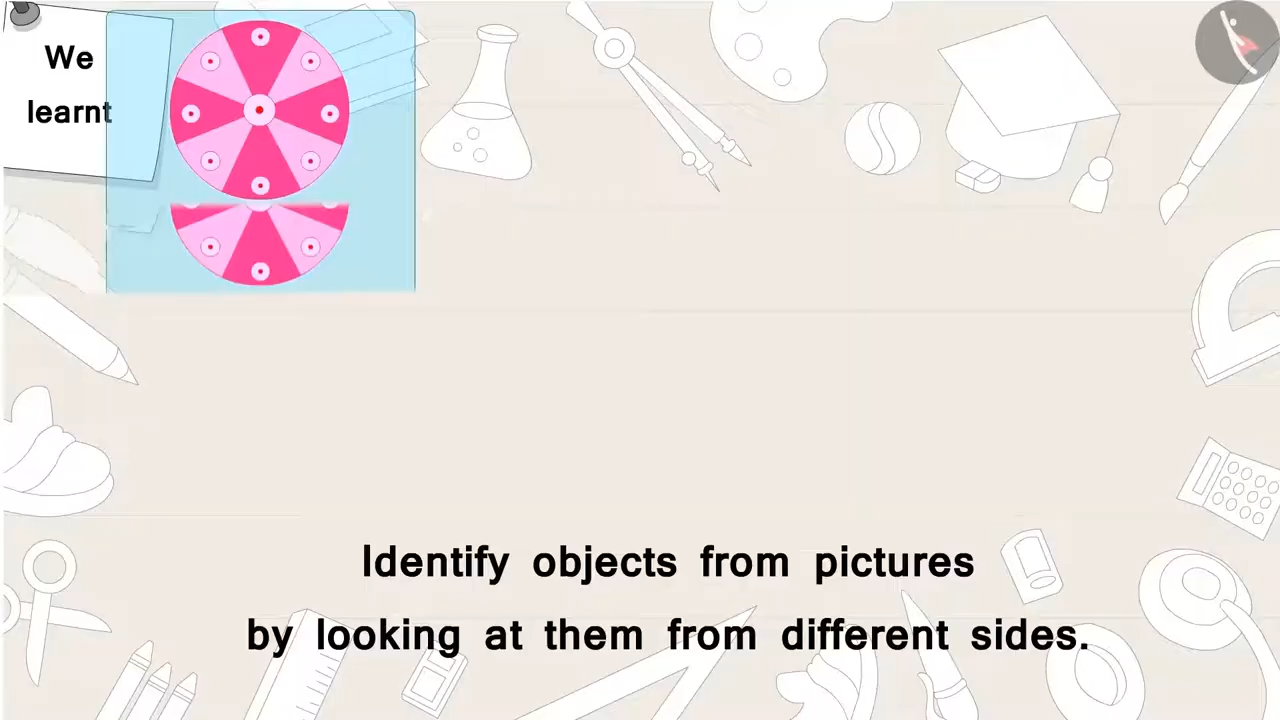 We
learnt
Identify objects from pictures
by looking at them from different sides.